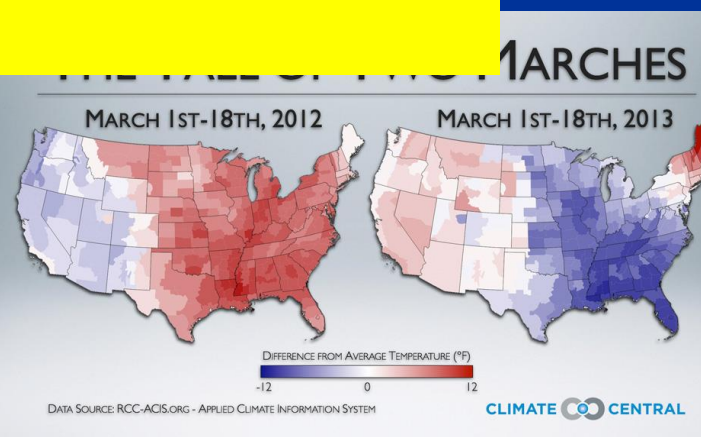 MARCHES
MARCH 1ST-18TH, 2012
MARCH 1ST-18TH, 2013
DIFFERENCE FROM AVERAGE TEMPERATURE (°F)
-12 0 12
DATA SOURCE: RCC-ACIS.ORG - APPLIED CLIMATE INFORMATION SYSTEM
CLIMATE CENTRAL